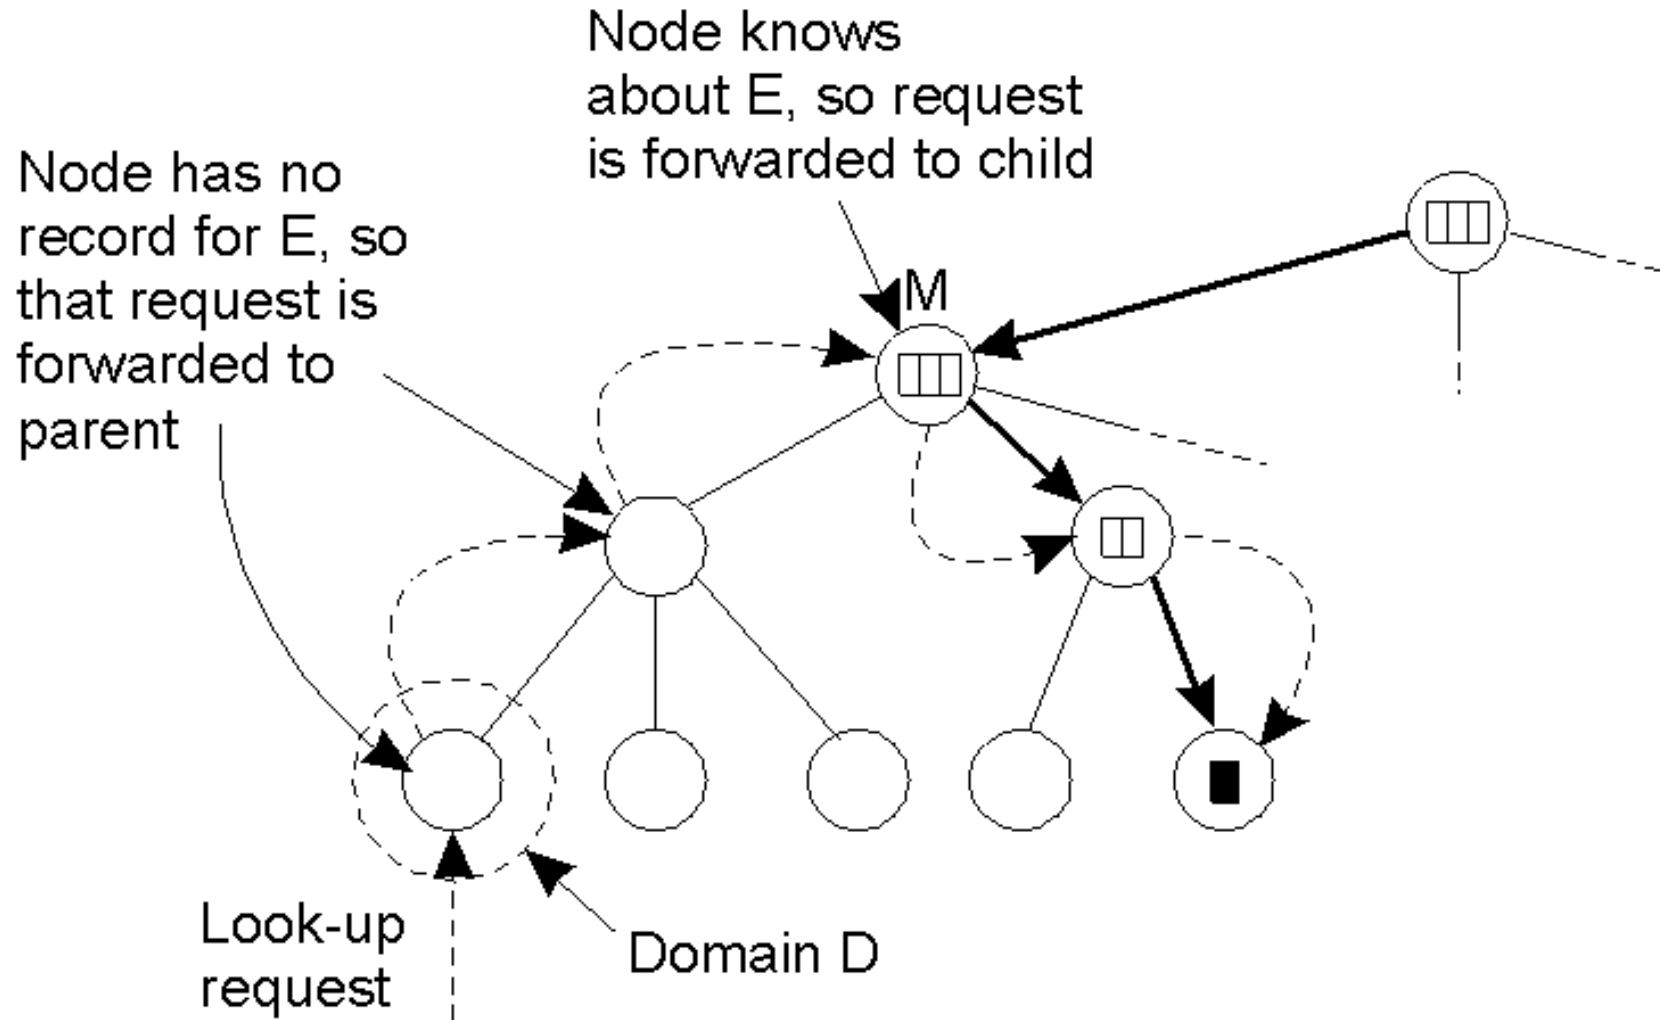 Node knows
about E, so request
is forwarded to child
Node has no
record for E, so
that request is
forwarded to
parent
M
Look-up
request
Domain D